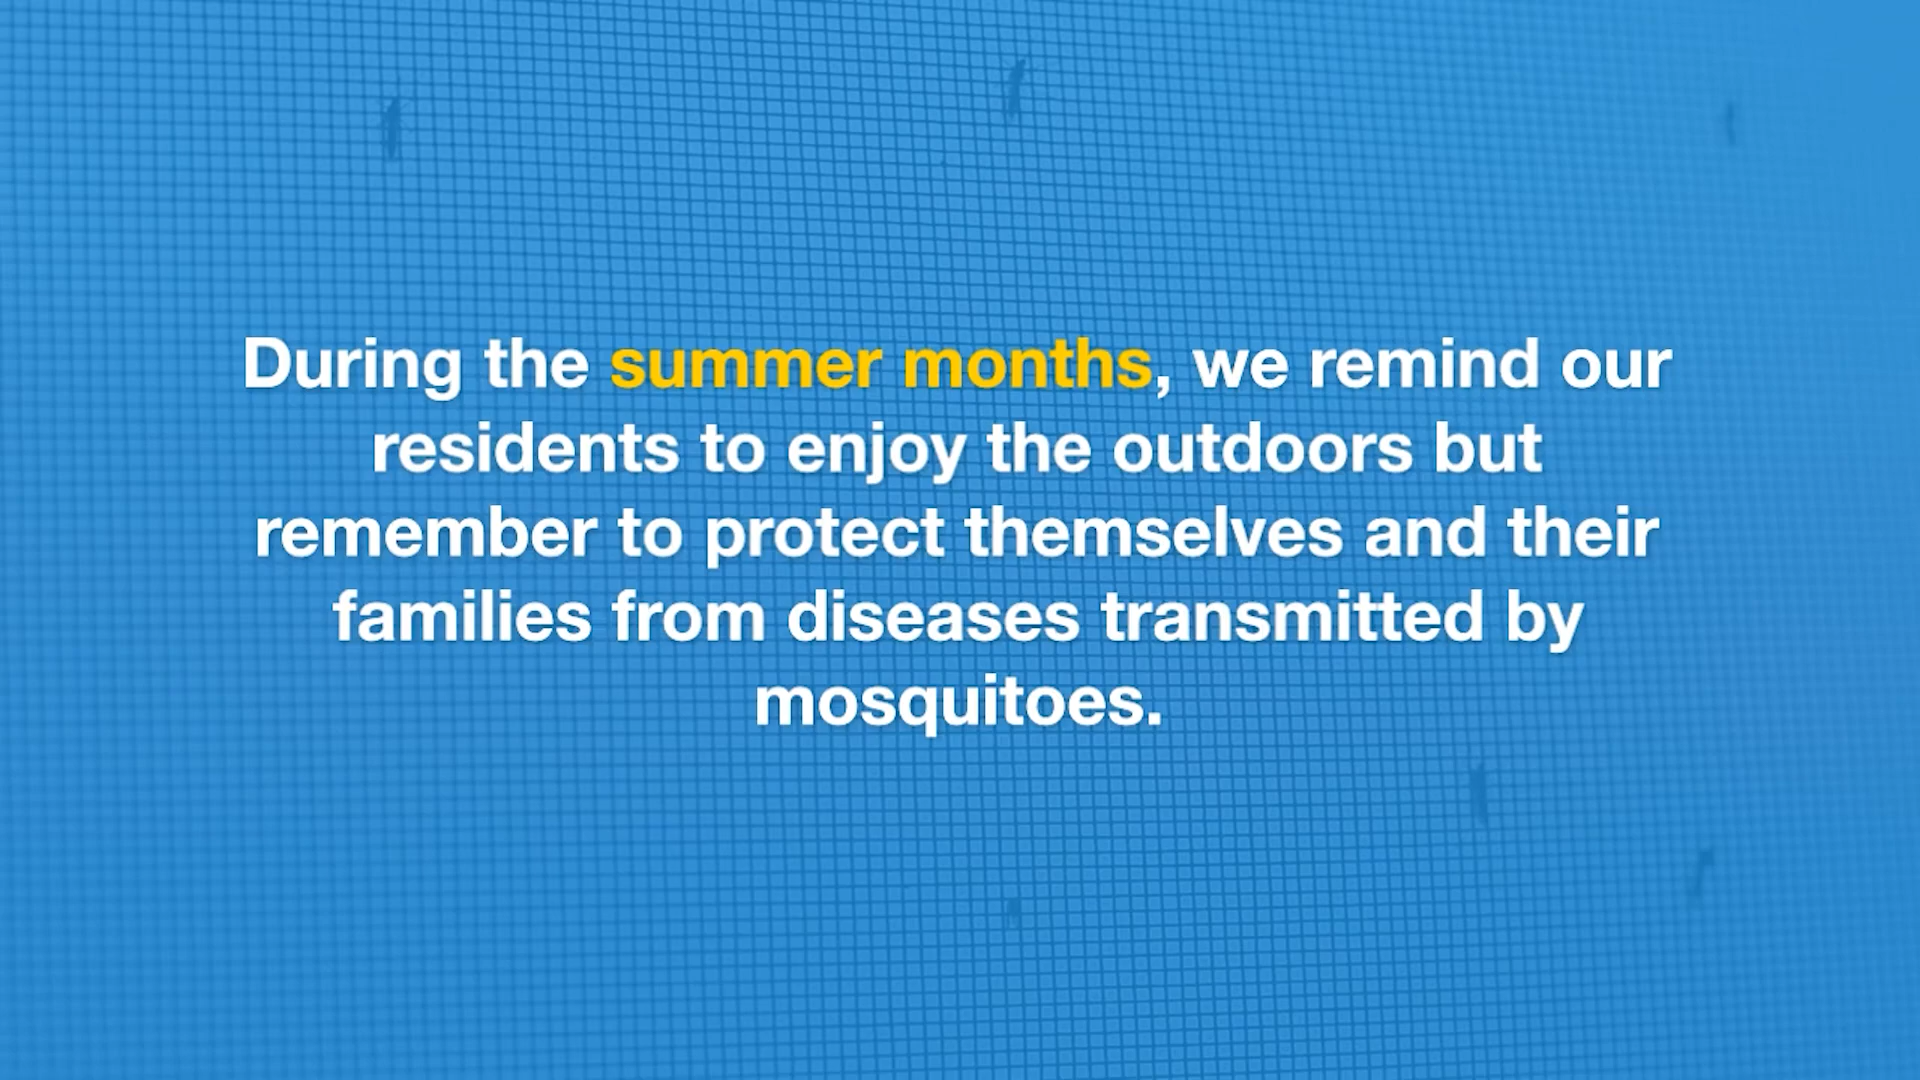 During the summer months, we remind our
residents to enjoy the outdoors but
remember to protect themselves and their
families from diseases transmitted by
mosquitoes.